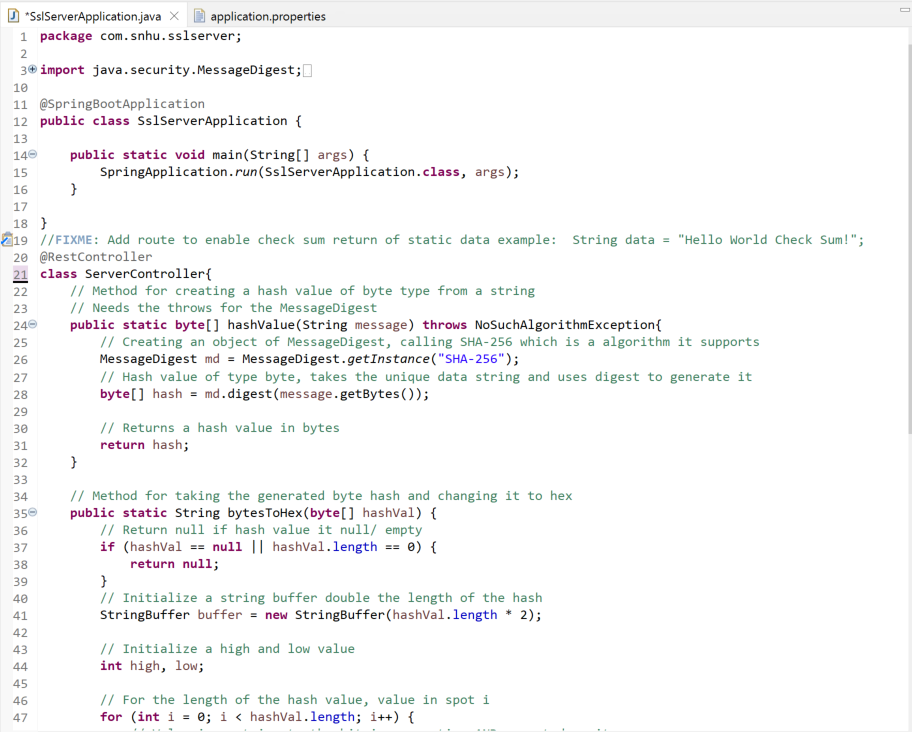 *SslServerApplication.java application.properties
1 package com.snhu.sslserver;
2
3 import java.security.MessageDigest;
10
11 @SpringBootApplication
12 public class SslServerApplication {
13
14 public static void main(String[] args) {
15 SpringApplication.run(SslServerApplication.class, args);
16 }
17
18 }
19 //FIXME: Add route to enable check sum return of static data example:  String data = "Hello World Check Sum!";
20 @RestController
21 class ServerController{
22 // Method for creating a hash value of byte type from a string
23 // Needs the throws for the MessageDigest
24 public static byte[] hashValue(String message) throws NoSuchAlgorithmException{
25 // Creating an object of MessageDigest, calling SHA-256 which is a algorithm it supports
26 MessageDigest md = MessageDigest.getInstance("SHA-256");
27 // Hash value of type byte, takes the unique data string and uses digest to generate it
28 byte[] hash = md.digest(message.getBytes());
29
30 // Returns a hash value in bytes
31 return hash;
32 }
33
34 // Method for taking the generated byte hash and changing it to hex
35 public static String bytesToHex(byte[] hashVal) {
36 // Return null if hash value it null/ empty
37 if (hashVal == null || hashVal.length == 0) {
38 return null;
39 }
40 // Initialize a string buffer double the length of the hash
41 StringBuffer buffer = new StringBuffer(hashVal.length * 2);
42
43 // Initialize a high and low value
44 int high, low;
45
46 // For the length of the hash value, value in spot i
47 for (int i = 0; i < hashVal.length; i++) {